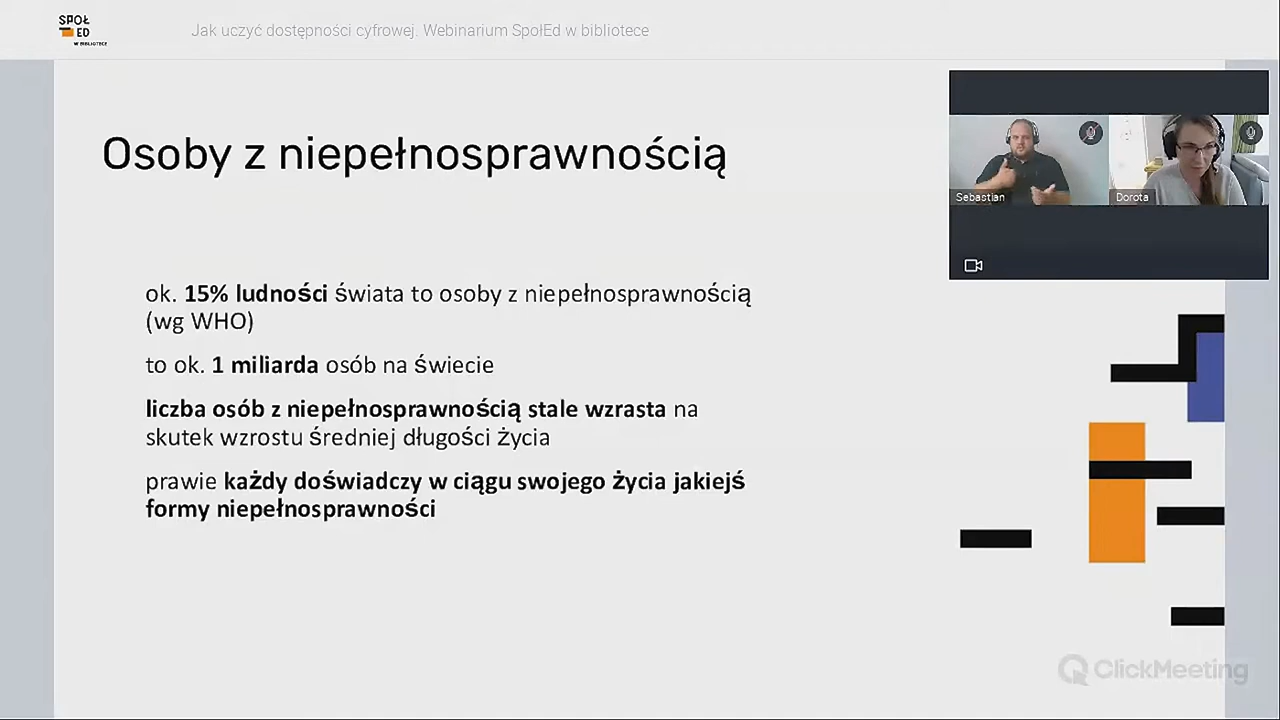 SPOŁ
ED
W BIBLIOTECE
Jak uczyć dostępności cyfrowej. Webinarium SpołEd w bibliotece
Osoby z niepełnosprawnością
Sebastian
Dorota
ok. 15% ludności świata to osoby z niepełnosprawnością
(wg WHO)
to ok. 1 miliarda osób na świecie
liczba osób z niepełnosprawnością stale wzrasta na
skutek wzrostu średniej długości życia
prawie każdy doświadczy w ciągu swojego życia jakiejś
formy niepełnosprawności
ClickMeeting